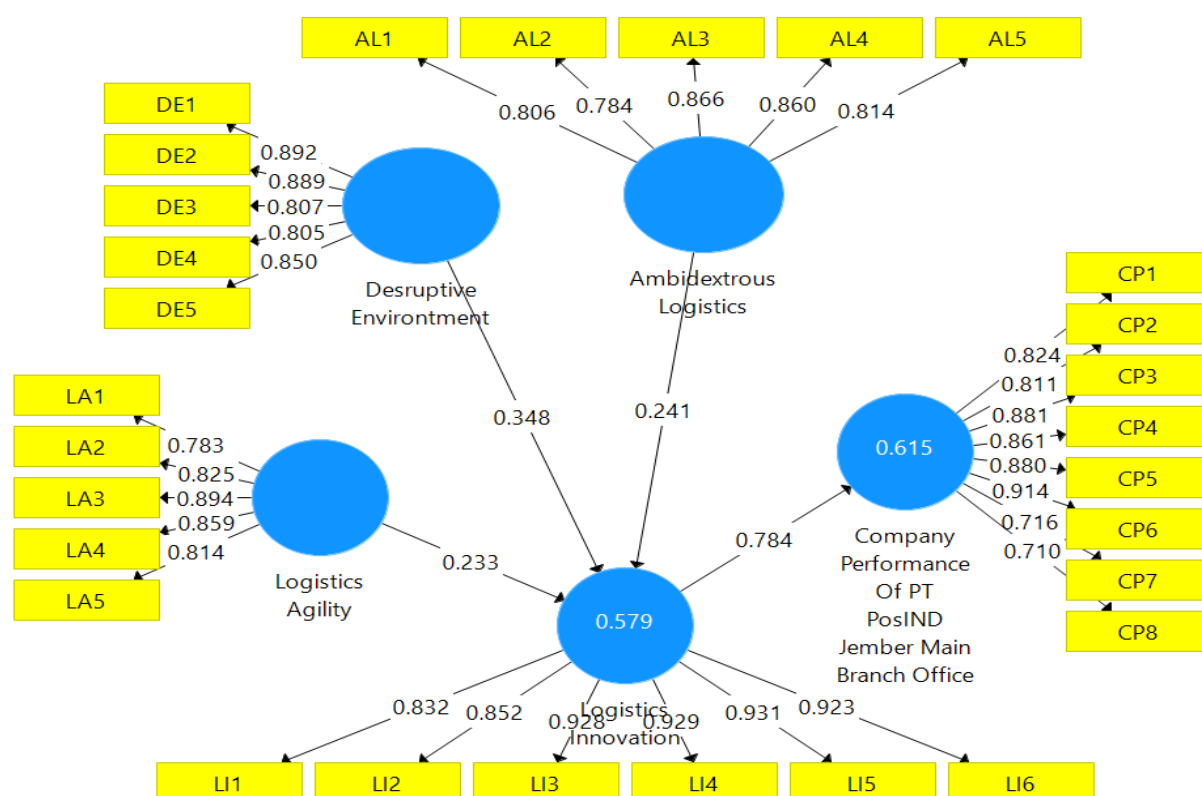 AL1 AL2 AL3 AL4 AL5
0.806 0.784 0.866 0.860 0.814
DE1
DE2
DE3
DE4
DE5
0.892
0.889
0.807
0.805
0.850
Desruptive
Environtment
Ambidextrous
Logistics
LA1
LA2
LA3
LA4
LA5
0.783
0.825
0.894
0.859
0.814
Logistics
Agility
0.348
0.241
0.233
0.784
0.615
Company
Performance
Of PT
PosIND
Jember Main
Branch Office
0.824
0.811
0.881
0.861
0.880
0.914
0.716
0.710
CP1
CP2
CP3
CP4
CP5
CP6
CP7
CP8
0.579
Logistics
Innovation
0.832 0.852 0.928 0.929 0.931 0.923
LI1 LI2 LI3 LI4 LI5 LI6